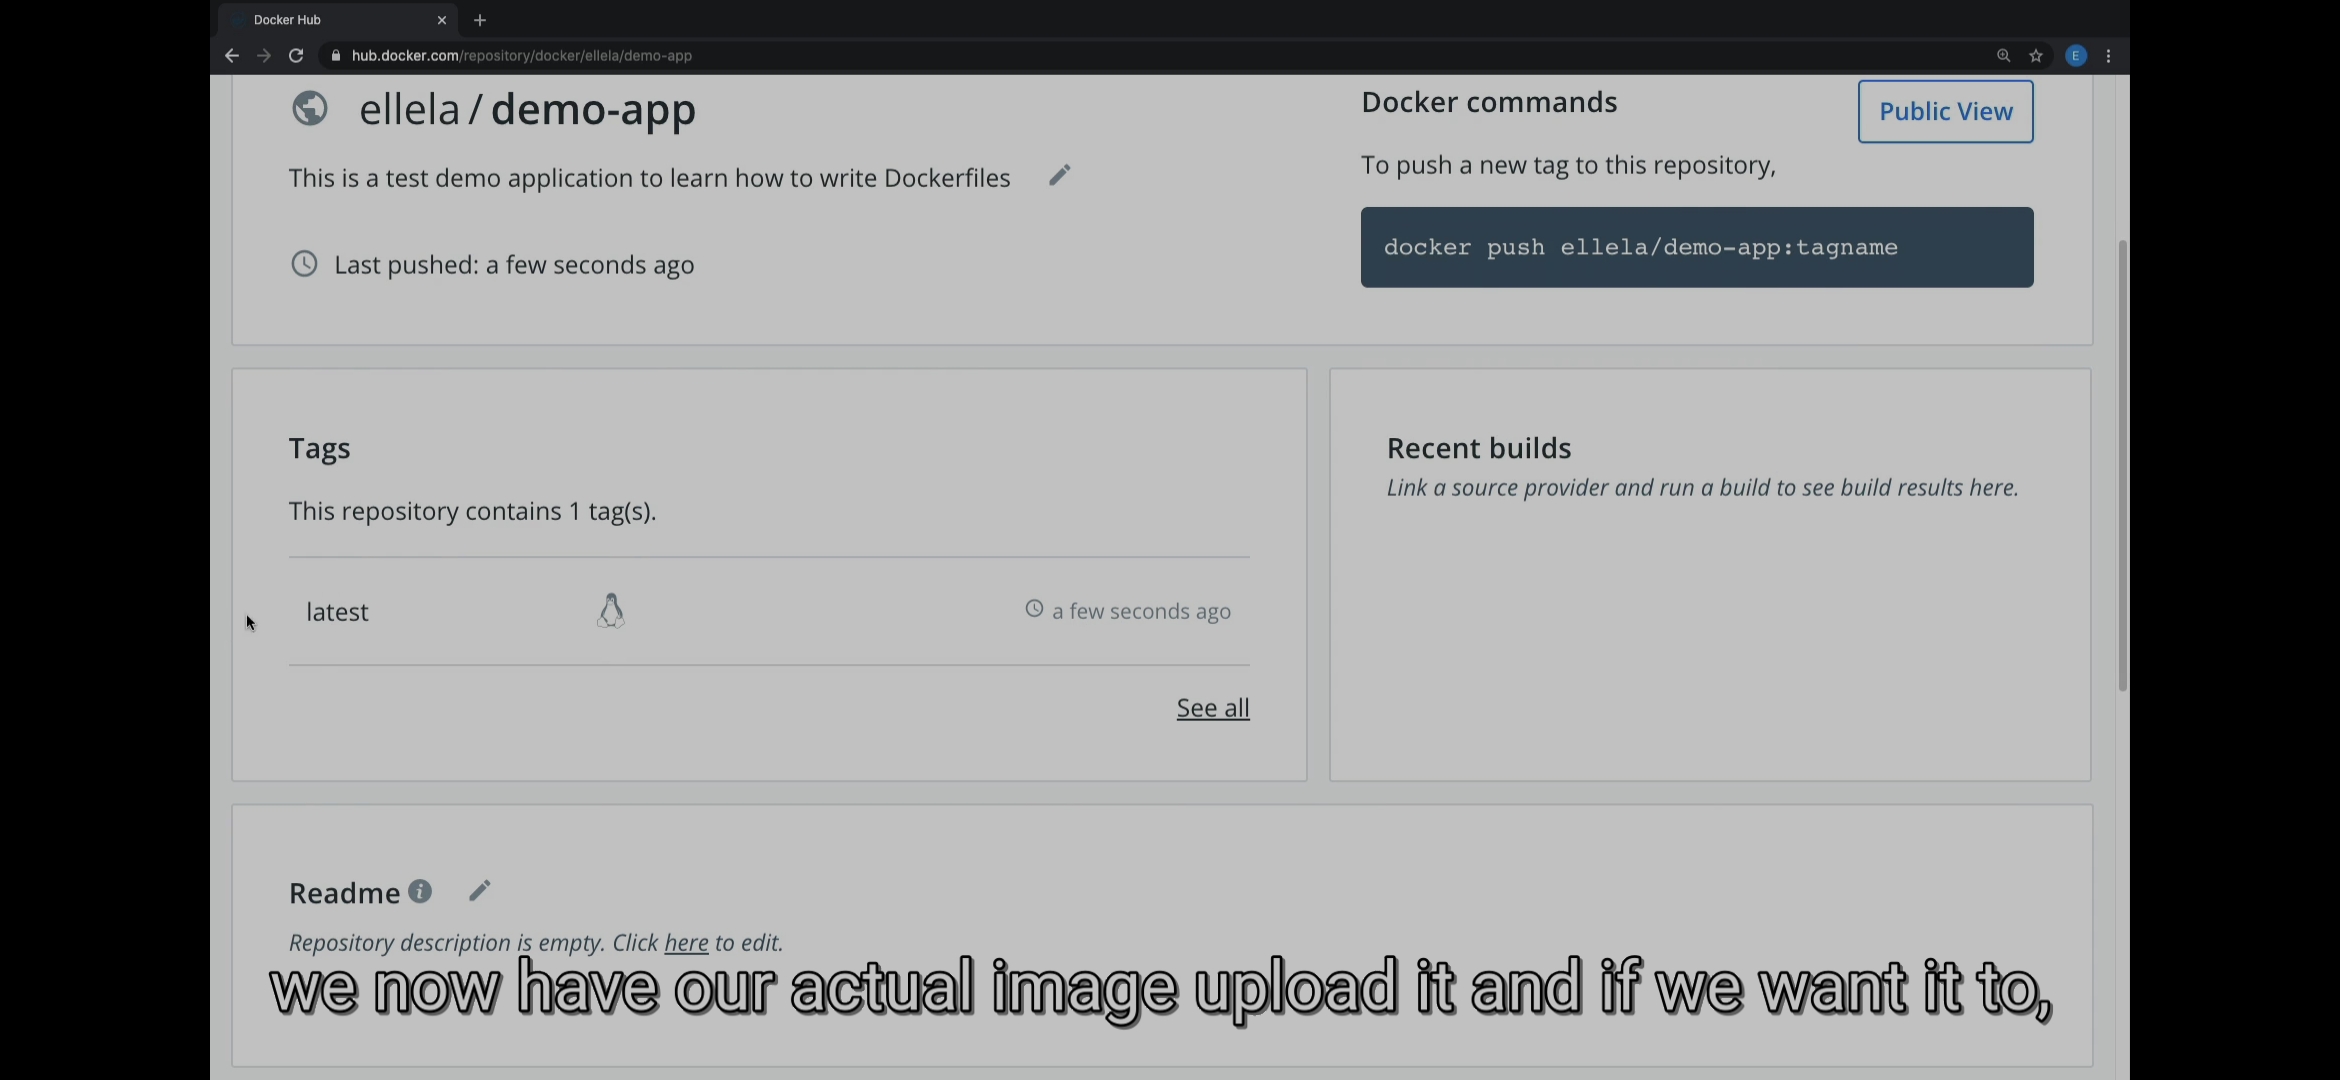 Docker Hub
hub.docker.com/repository/docker/ellela/demo-app
E
ellela / demo-app
Docker commands
Public View
This is a test demo application to learn how to write Dockerfiles
To push a new tag to this repository,
docker push ellela/demo-app:tagname
Last pushed: a few seconds ago
Tags
Recent builds
Link a source provider and run a build to see build results here.
This repository contains 1 tag(s).
latest
a few seconds ago
See all
Readme
Repository description is empty. Click here to edit.
we now have our actual image upload it and if we want it to,